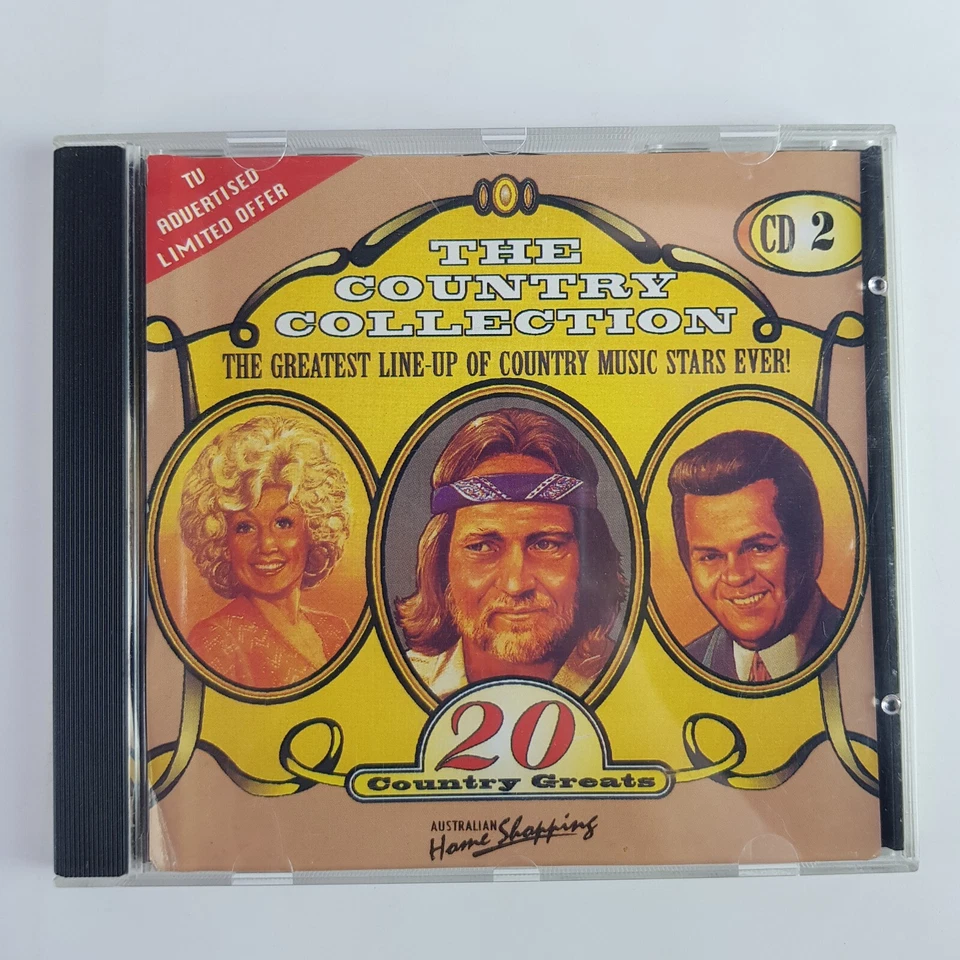 TV
ADVERTISED
LIMITED OFFER
CD 2
THE
COUNTRY
COLLECTION
THE GREATEST LINE-UP OF COUNTRY MUSIC STARS EVER!
20
Country Greats
AUSTRALIAN
Home Shopping